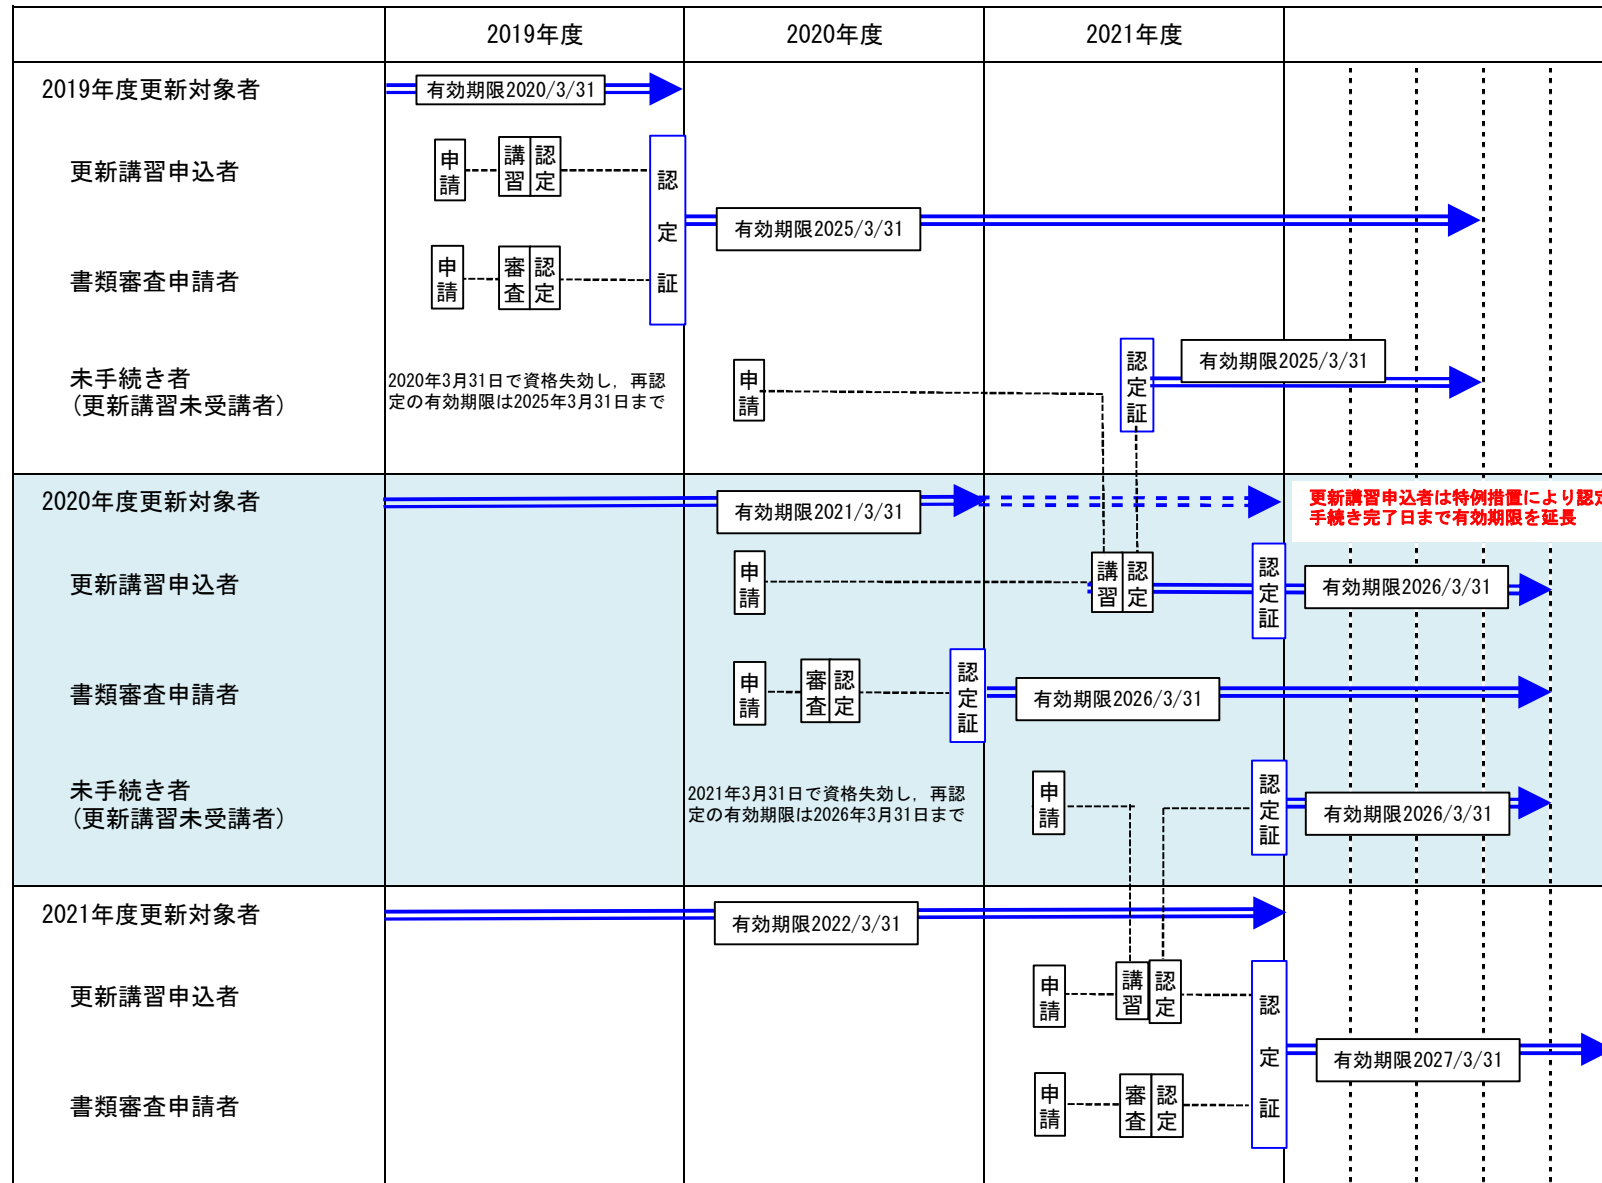 2019年度 2020年度 2021年度
2019年度更新対象者
有効期限2020/3/31
更新講習申込者
申請
講習
認定
認定証
有効期限2025/3/31
書類審査申請者
申請
審査
認定
未手続き者
(更新講習未受講者)
2020年3月31日で資格失効し，再認
定の有効期限は2025年3月31日まで
申請
認定証
有効期限2025/3/31
2020年度更新対象者
有効期限2021/3/31
更新講習申込者は特例措置により認定
手続き完了日まで有効期限を延長
更新講習申込者
申請
講習
認定
認定証
有効期限2026/3/31
書類審査申請者
申請
審査
認定
認定証
有効期限2026/3/31
未手続き者
(更新講習未受講者)
2021年3月31日で資格失効し，再認
定の有効期限は2026年3月31日まで
申請
認定証
有効期限2026/3/31
2021年度更新対象者
有効期限2022/3/31
更新講習申込者
申請
講習
認定
認定証
有効期限2027/3/31
書類審査申請者
申請
審査
認定